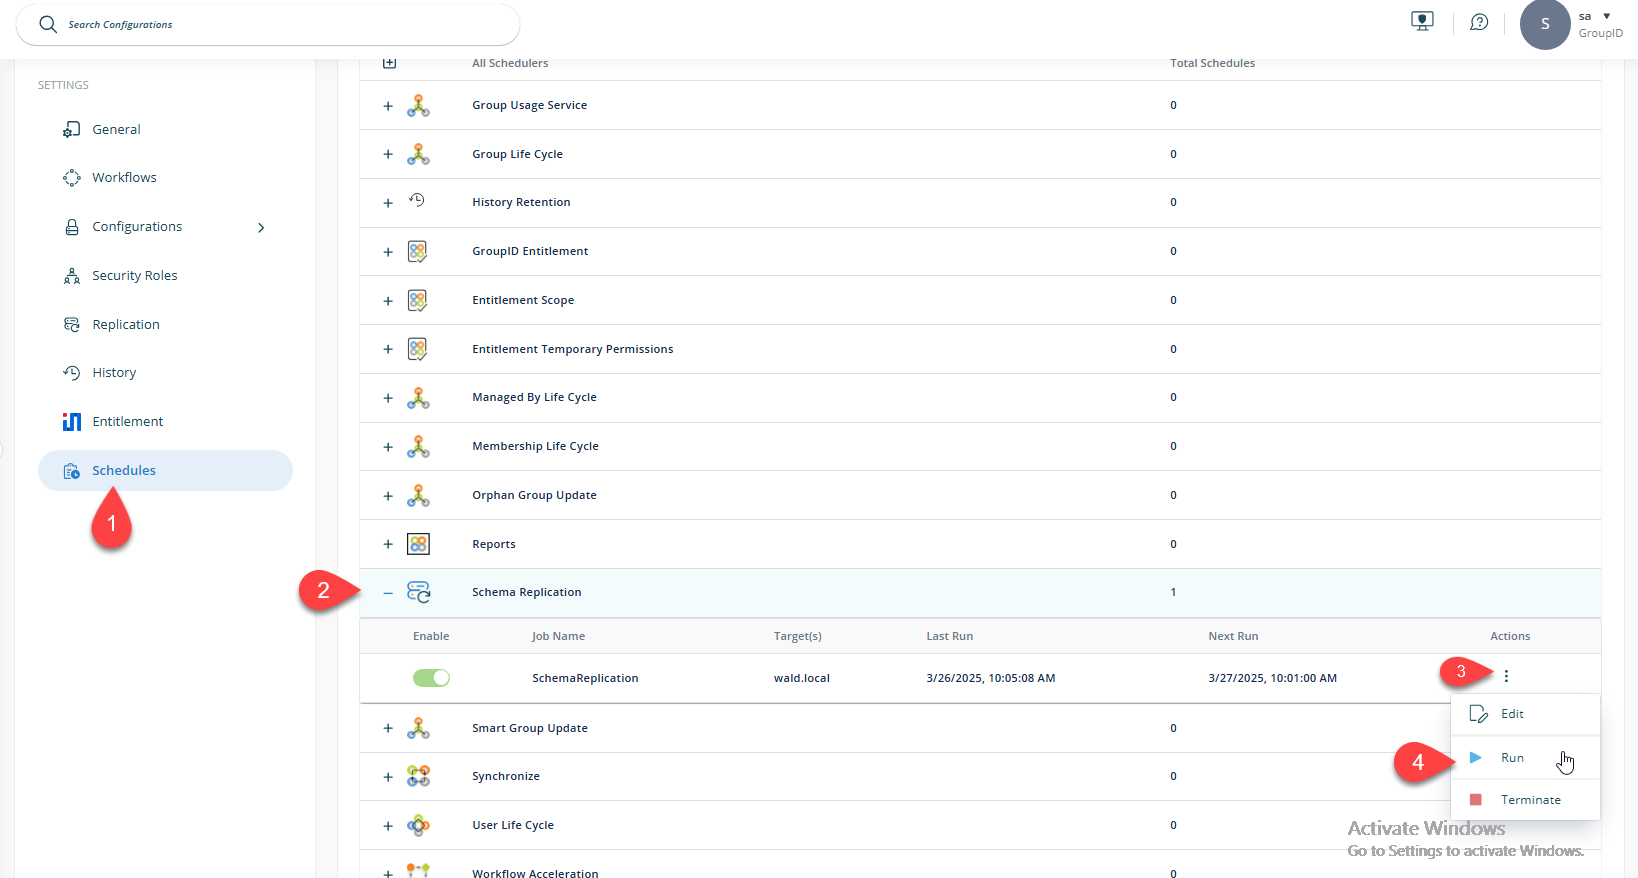 Search Configurations
S
sa
GroupID
SETTINGS
General
Workflows
Configurations
Security Roles
Replication
History
Entitlement
Schedules
1
All Schedulers Total Schedules
Group Usage Service 0
Group Life Cycle 0
History Retention 0
GroupID Entitlement 0
Entitlement Scope 0
Entitlement Temporary Permissions 0
Managed By Life Cycle 0
Membership Life Cycle 0
Orphan Group Update 0
Reports 0
2
Schema Replication 1
Enable Job Name Target(s) Last Run Next Run Actions
SchemaReplication wald.local 3/26/2025, 10:05:08 AM 3/27/2025, 10:01:00 AM
3
Edit
4
Run
Terminate
Smart Group Update 0
Synchronize 0
User Life Cycle 0
Workflow Acceleration 0
Activate Windows
Go to Settings to activate Windows.